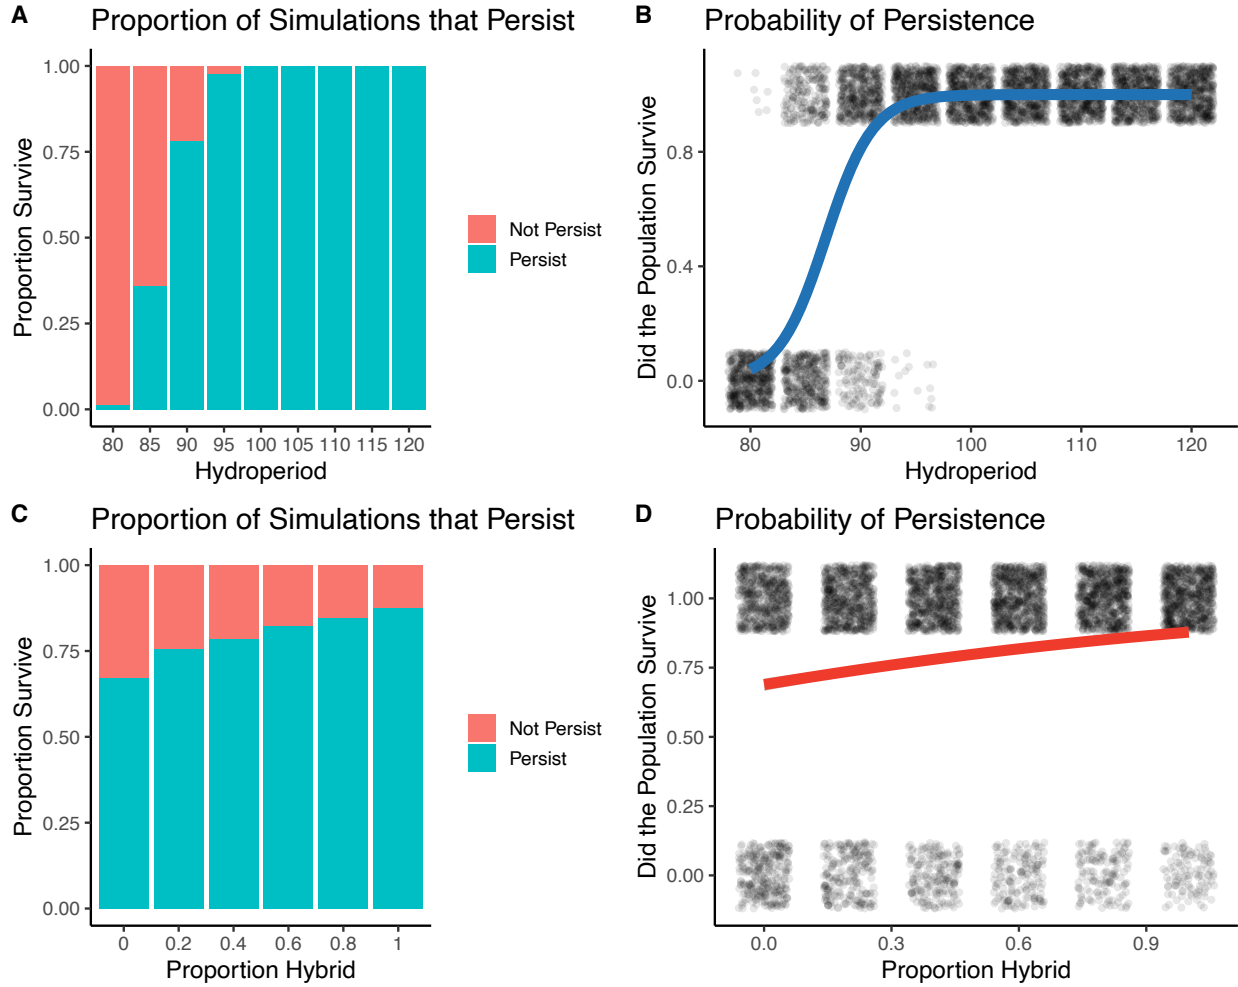 A
Proportion of Simulations that Persist
Proportion Survive
1.00
0.75
0.50
0.25
0.00
80 85 90 95 100 105 110 115 120
Hydroperiod
Not Persist
Persist
B
Probability of Persistence
Did the Population Survive
0.8
0.4
0.0
80 90 100 110 120
Hydroperiod
C
Proportion of Simulations that Persist
Proportion Survive
1.00
0.75
0.50
0.25
0.00
0 0.2 0.4 0.6 0.8 1
Proportion Hybrid
Not Persist
Persist
D
Probability of Persistence
Did the Population Survive
1.00
0.75
0.50
0.25
0.00
0.0 0.3 0.6 0.9
Proportion Hybrid